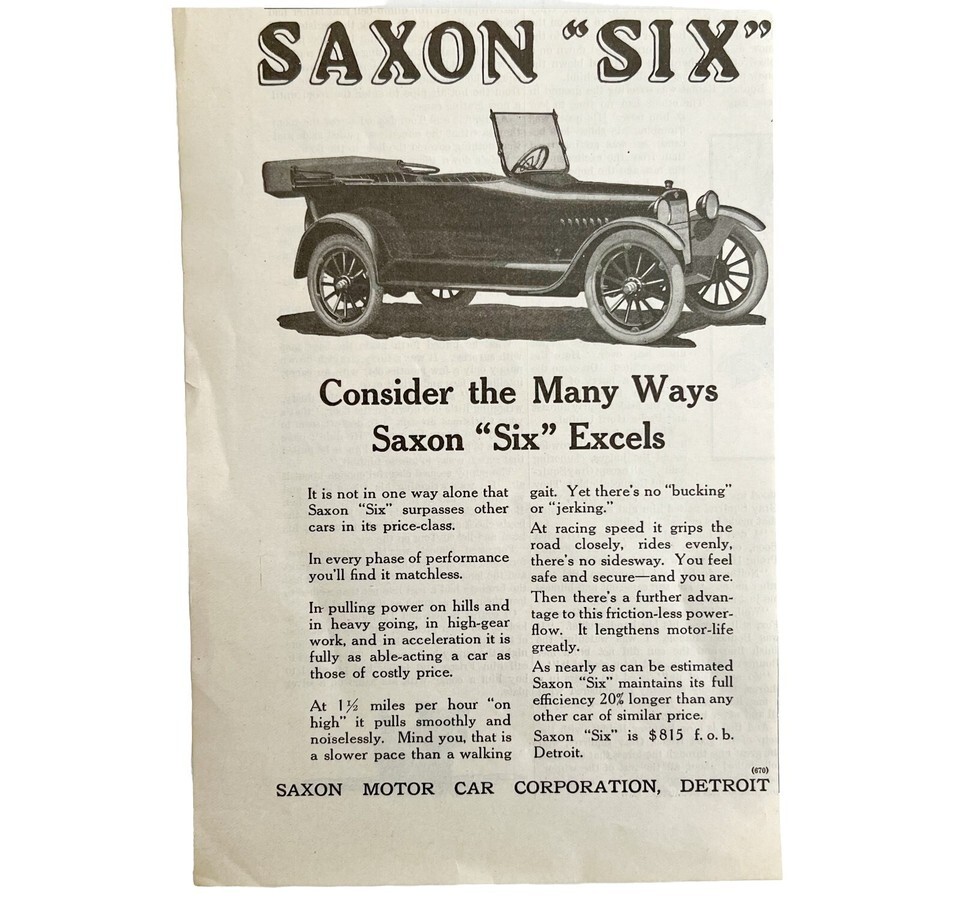 SAXON “SIX”
Consider the Many Ways
Saxon “Six” Excels
It is not in one way alone that
Saxon “Six” surpasses other
cars in its price-class.
In every phase of performance
you'll find it matchless.
In pulling power on hills and
in heavy going, in high-gear
work, and in acceleration it is
fully as able-acting a car as
those of costly price.
At 1½ miles per hour “on
high” it pulls smoothly and
noiselessly. Mind you, that is
a slower pace than a walking
gait. Yet there's no “bucking”
or “jerking.”
At racing speed it grips the
road closely, rides evenly,
there's no sidesway. You feel
safe and secure—and you are.
Then there's a further advan-
tage to this friction-less power-
flow. It lengthens motor-life
greatly.
As nearly as can be estimated
Saxon “Six” maintains its full
efficiency 20% longer than any
other car of similar price.
Saxon “Six” is $815 f. o. b.
Detroit.
(670)
SAXON MOTOR CAR CORPORATION, DETROIT